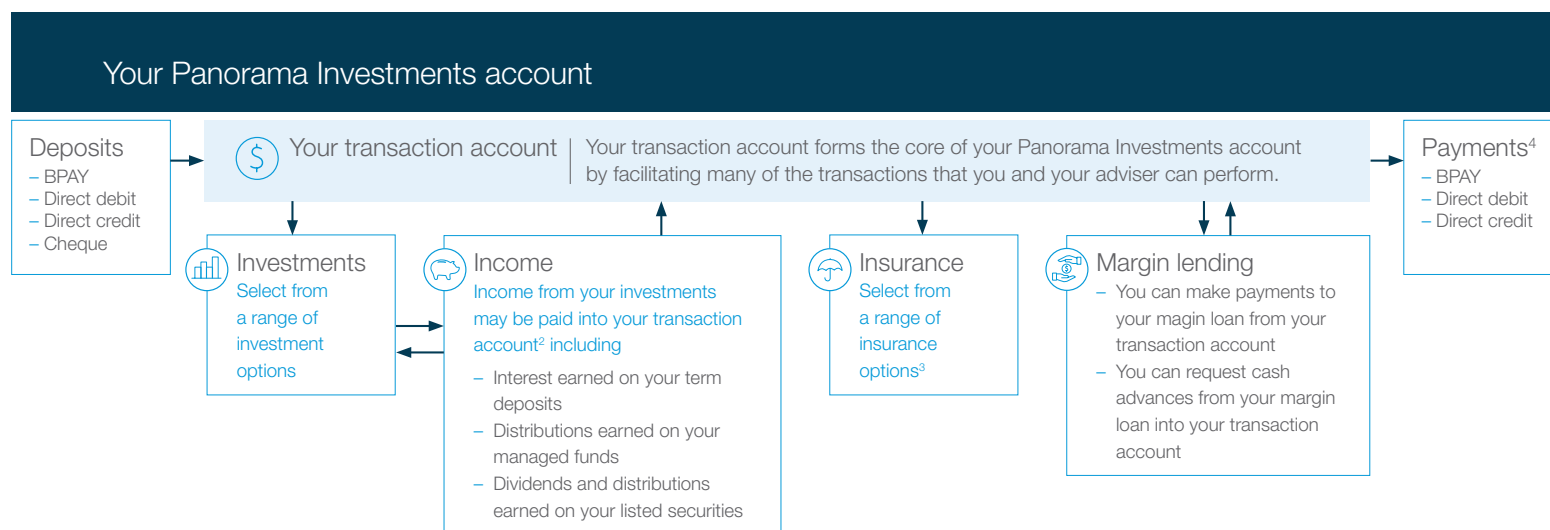 Your Panorama Investments account
Deposits
– BPAY
– Direct debit
– Direct credit
– Cheque
$
Your transaction account
Your transaction account forms the core of your Panorama Investments account
by facilitating many of the transactions that you and your adviser can perform.
Payments⁴
– BPAY
– Direct debit
– Direct credit
Investments
Select from
a range of
investment
options
Income
Income from your investments
may be paid into your transaction
account² including
– Interest earned on your term
deposits
– Distributions earned on your
managed funds
– Dividends and distributions
earned on your listed securities
Insurance
Select from
a range of
insurance
options³
$
Margin lending
– You can make payments to
your magin loan from your
transaction account
– You can request cash
advances from your margin
loan into your transaction
account